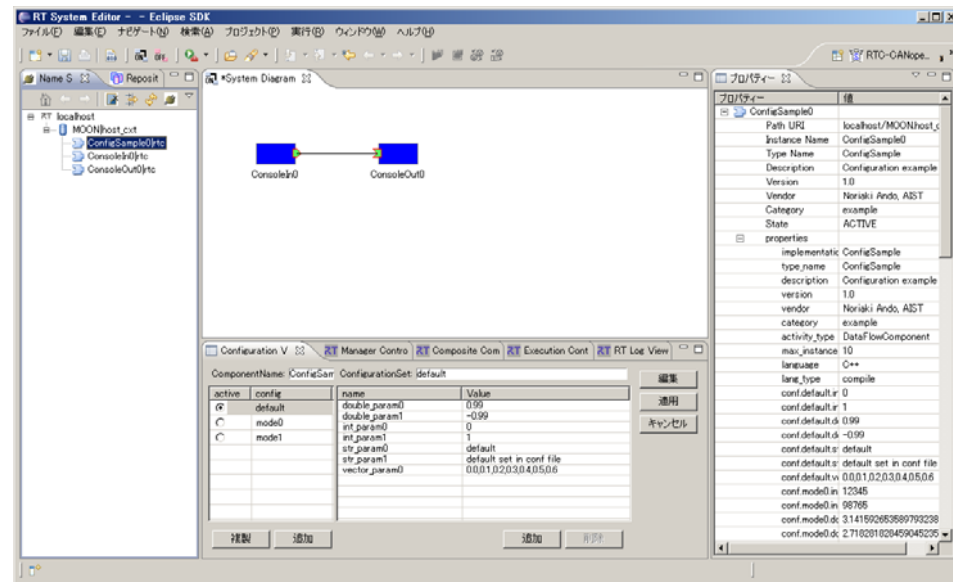 RT System Editor - - Eclipse SDK
ファイル(F) 編集(E) ナビゲート(N) 検索(A) プロジェクト(P) 実行(R) ウィンドウ(W) ヘルプ(H)
RTC-CANope..
Name S
Reposit
RT localhost
MOON|host_cxt
ConfigSample0|rtc
ConsoleIn0|rtc
ConsoleOut0|rtc
*System Diagram
ConsoleIn0
ConsoleOut0
Configuration V
RT Manager Contro
RT Composite Com
RT Execution Cont
RT RT Log View
ComponentName: ConfigSam ConfigurationSet: default
active config
default
mode0
mode1
name Value
double_param0 0.99
double_param1 -0.99
int_param0 0
int_param1 1
str_param0 default
str_param1 default set in conf file
vector_param0 0.0,0.1,0.2,0.3,0.4,0.5,0.6
編集
適用
キャンセル
複製 追加 追加 削除
プロパティー
プロパティー 値
ConfigSample0
Path URI localhost/MOON.host_c
Instance Name ConfigSample0
Type Name ConfigSample
Description Configuration example
Version 1.0
Vendor Noriaki Ando, AIST
Category example
State ACTIVE
properties
implementatic ConfigSample
type_name ConfigSample
description Configuration example
version 1.0
vendor Noriaki Ando, AIST
category example
activity_type DataFlowComponent
max_instance 10
language C++
lang_type compile
conf.default.ir 0
conf.default.ir 1
conf.default.d 0.99
conf.default.d -0.99
conf.default.s default
conf.default.s default set in conf file
conf.default.v 0.0,0.1,0.2,0.3,0.4,0.5,0.6
conf.mode0.in 12345
conf.mode0.in 98765
conf.mode0.dc 3.141592653589793238
conf.mode0.dc 2.718281828459045235